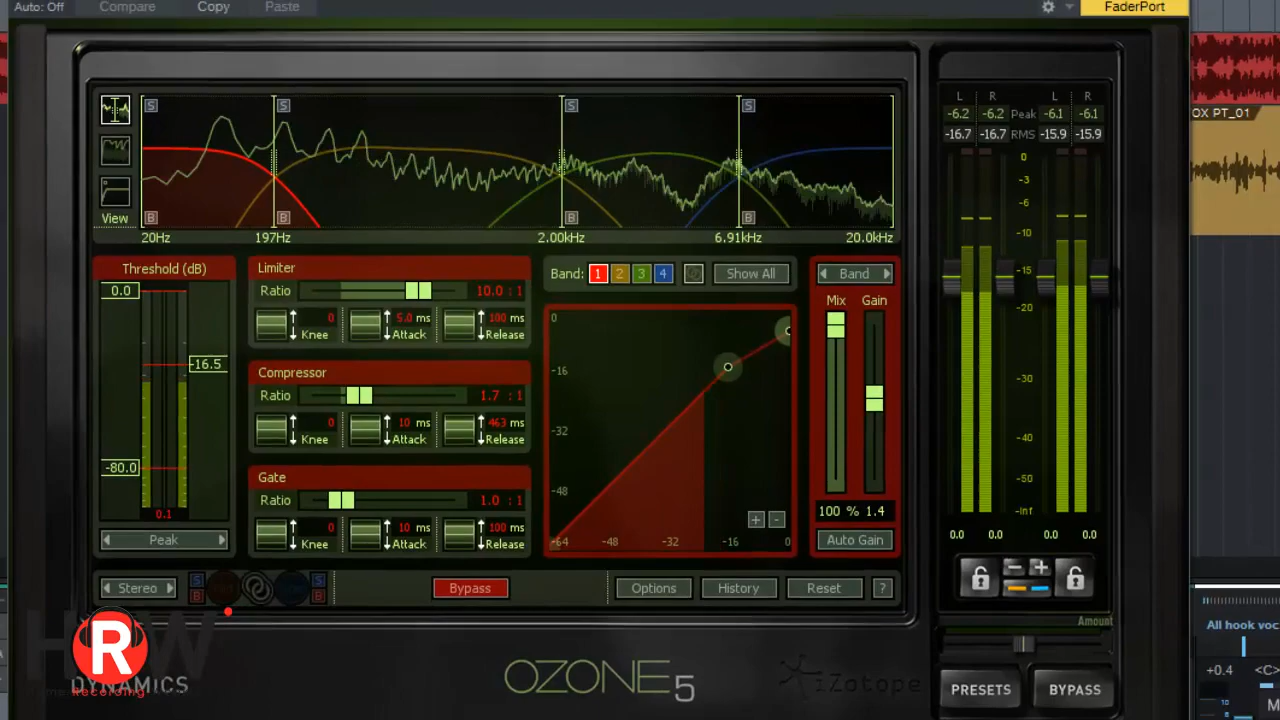 Auto: Off Compare Copy Paste FaderPort
S S S S
L R L R
-6.2 -6.2 Peak -6.1 -6.1
-16.7 -16.7 RMS -15.9 -15.9
OX PT_01
View
B B B B
20Hz 197Hz 2.00kHz 6.91kHz 20.0kHz
0
-3
-6
-10
-15
-20
-30
-40
-50
-Inf
0.0 0.0 0.0 0.0
Threshold (dB)
0.0
-16.5
-80.0
0.1
Peak
Limiter
Ratio 10.0 : 1
0 5.0 ms 100 ms
Knee Attack Release
Compressor
Ratio 1.7 : 1
0 10 ms 463 ms
Knee Attack Release
Gate
Ratio 1.0 : 1
0 10 ms 100 ms
Knee Attack Release
Band: 1 2 3 4 Show All
0
-16
-32
-48
-64 -48 -32 -16 0
+ -
Band
Mix Gain
100 % 1.4
Auto Gain
Stereo S B S B Bypass Options History Reset ?
Amount
HRW
R
Recording
DYNAMICS
OZONE 5
iZotope
PRESETS BYPASS
All hook voc
+0.4 <C>
M